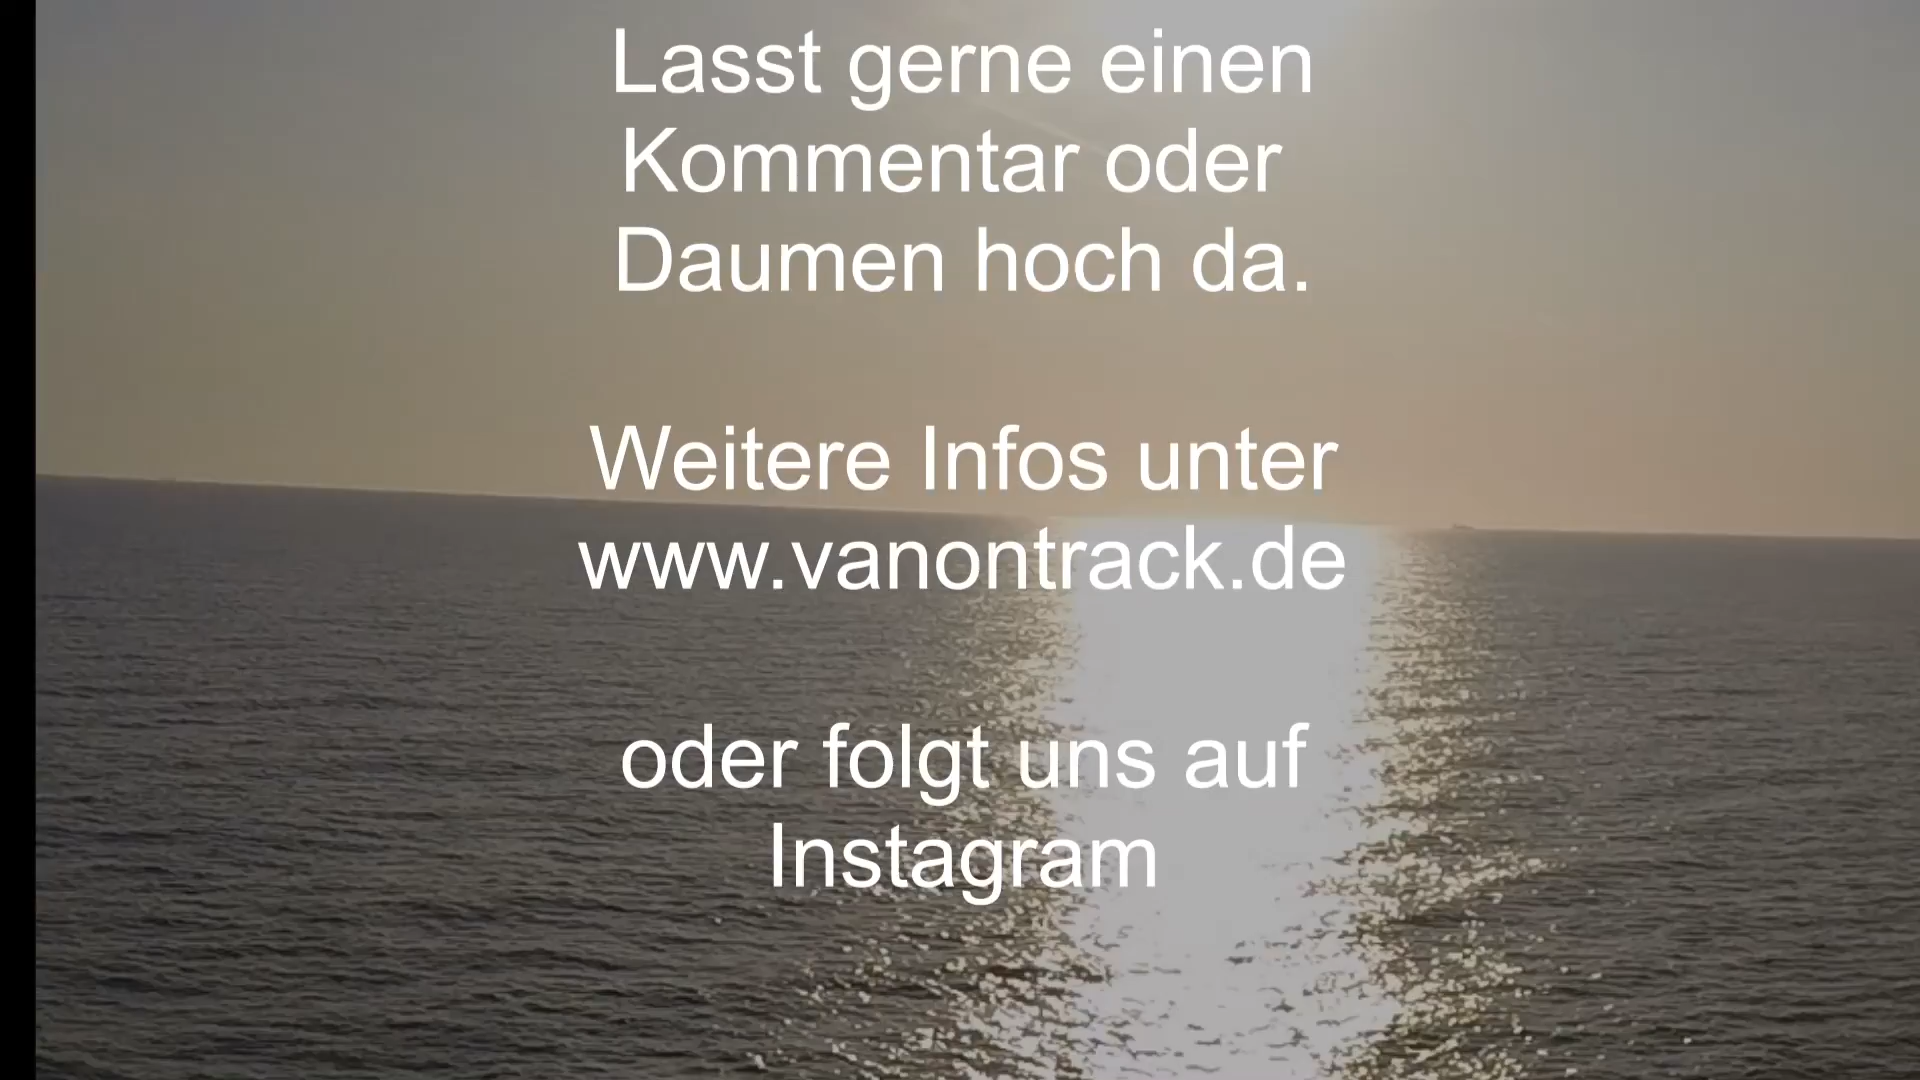 Lasst gerne einen
Kommentar oder
Daumen hoch da.
Weitere Infos unter
www.vanontrack.de
oder folgt uns auf
Instagram